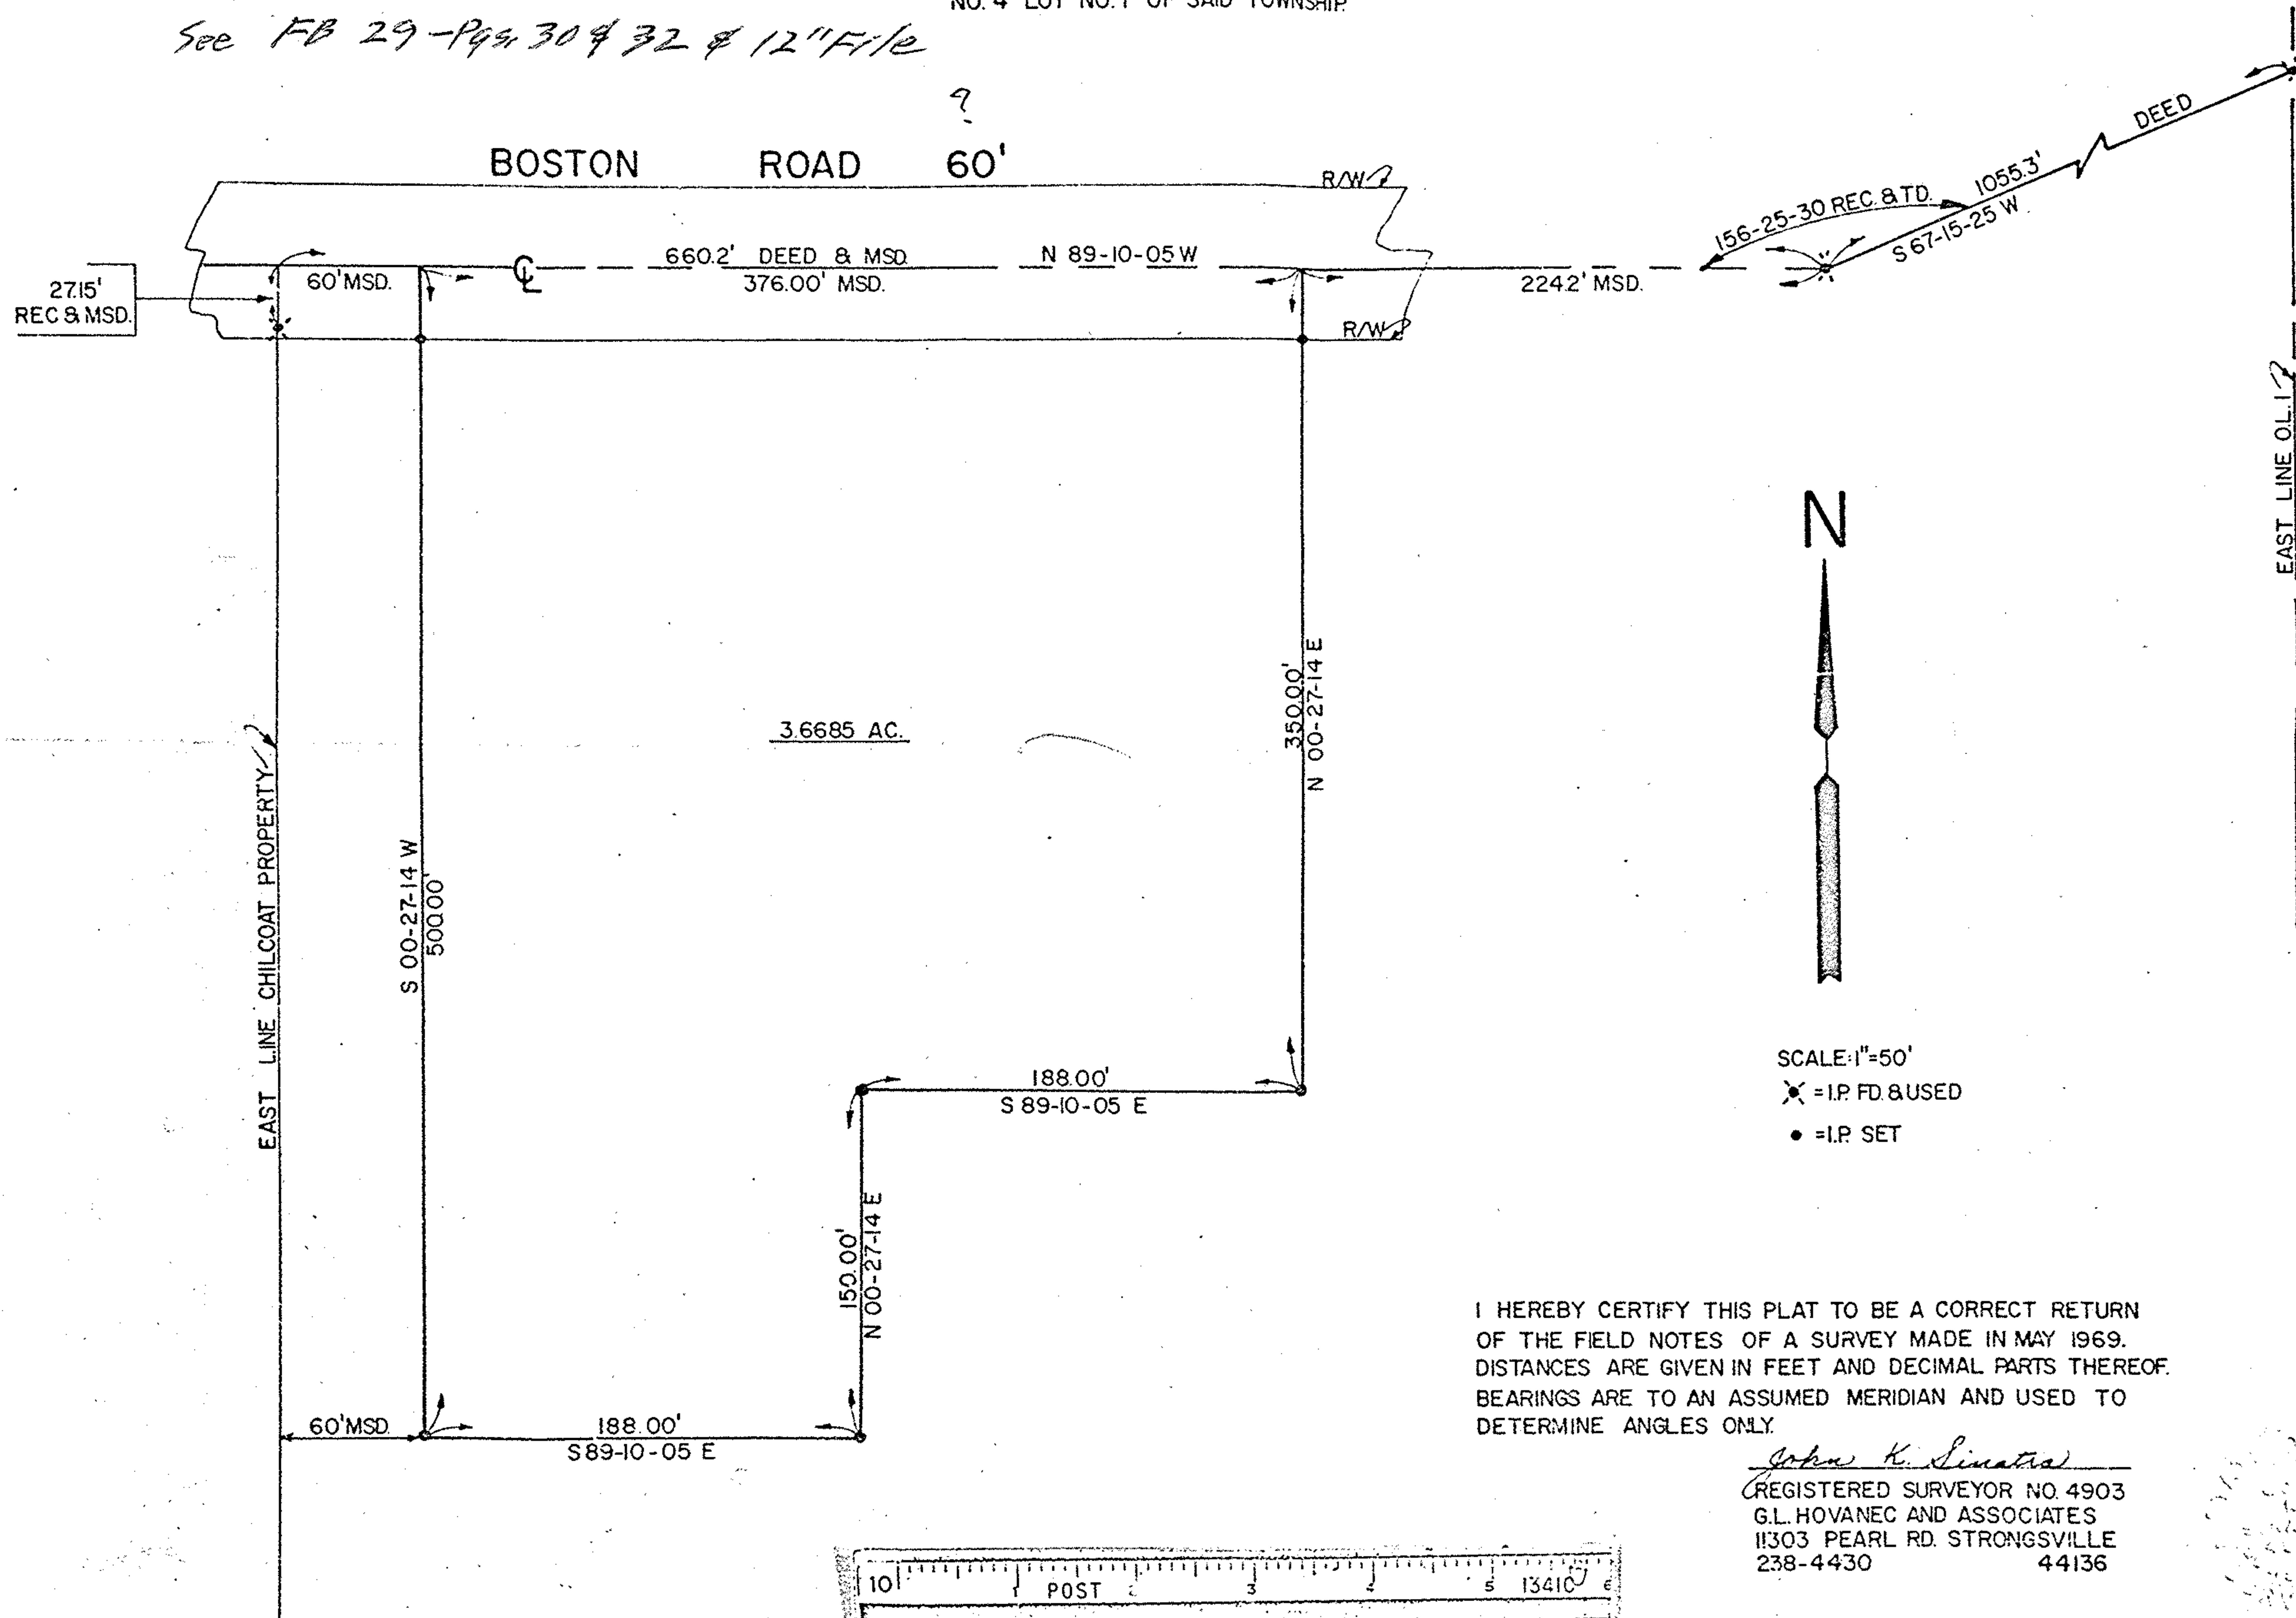 NO. 4 LOT NO. 1 OF SAID TOWNSHIP.
See FB 29-Pgs. 30 & 32 & 12" File
?
BOSTON ROAD 60'
R/W
DEED
1055.3'
156-25-30 REC. & TD.
S 67-15-25 W
660.2' DEED & MSD. N 89-10-05 W
60' MSD. ℄ 376.00' MSD. 224.2' MSD.
27.15'
REC & MSD.
R/W
EAST LINE O.L. 1
N
350.00'
N 00-27-14 E
3.6685 AC.
EAST LINE CHILCOAT PROPERTY
S 00-27-14 W
500.00'
188.00'
S 89-10-05 E
SCALE: 1"=50'
=I.P. FD. & USED
=I.P. SET
150.00'
N 00-27-14 E
60' MSD. 188.00'
S 89-10-05 E
I HEREBY CERTIFY THIS PLAT TO BE A CORRECT RETURN
OF THE FIELD NOTES OF A SURVEY MADE IN MAY 1969.
DISTANCES ARE GIVEN IN FEET AND DECIMAL PARTS THEREOF.
BEARINGS ARE TO AN ASSUMED MERIDIAN AND USED TO
DETERMINE ANGLES ONLY.
John K. Sinatra
REGISTERED SURVEYOR NO. 4903
G.L. HOVANEC AND ASSOCIATES
11303 PEARL RD. STRONGSVILLE
238-4430 44136
10 1 POST 2 3 4 5 1341C 6